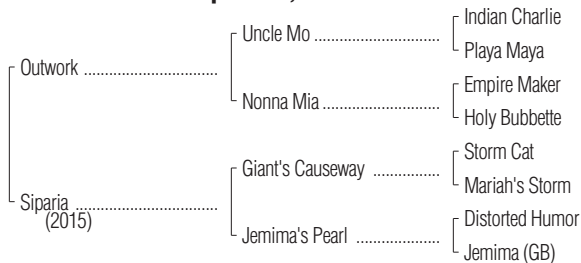 Indian Charlie
Uncle Mo ......................................
Playa Maya
Outwork ........................................
Empire Maker
Nonna Mia ...................................
Holy Bubbette
Storm Cat
Giant's Causeway ....................
Mariah's Storm
Siparia ..........................................
(2015)
Distorted Humor
Jemima's Pearl .........................
Jemima (GB)